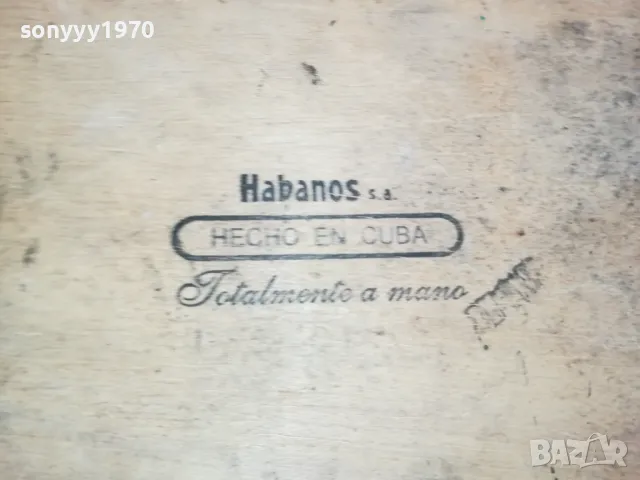 sonyyy1970
Habanos s.a.
HECHO EN CUBA
Totalmente a mano
BAZAR